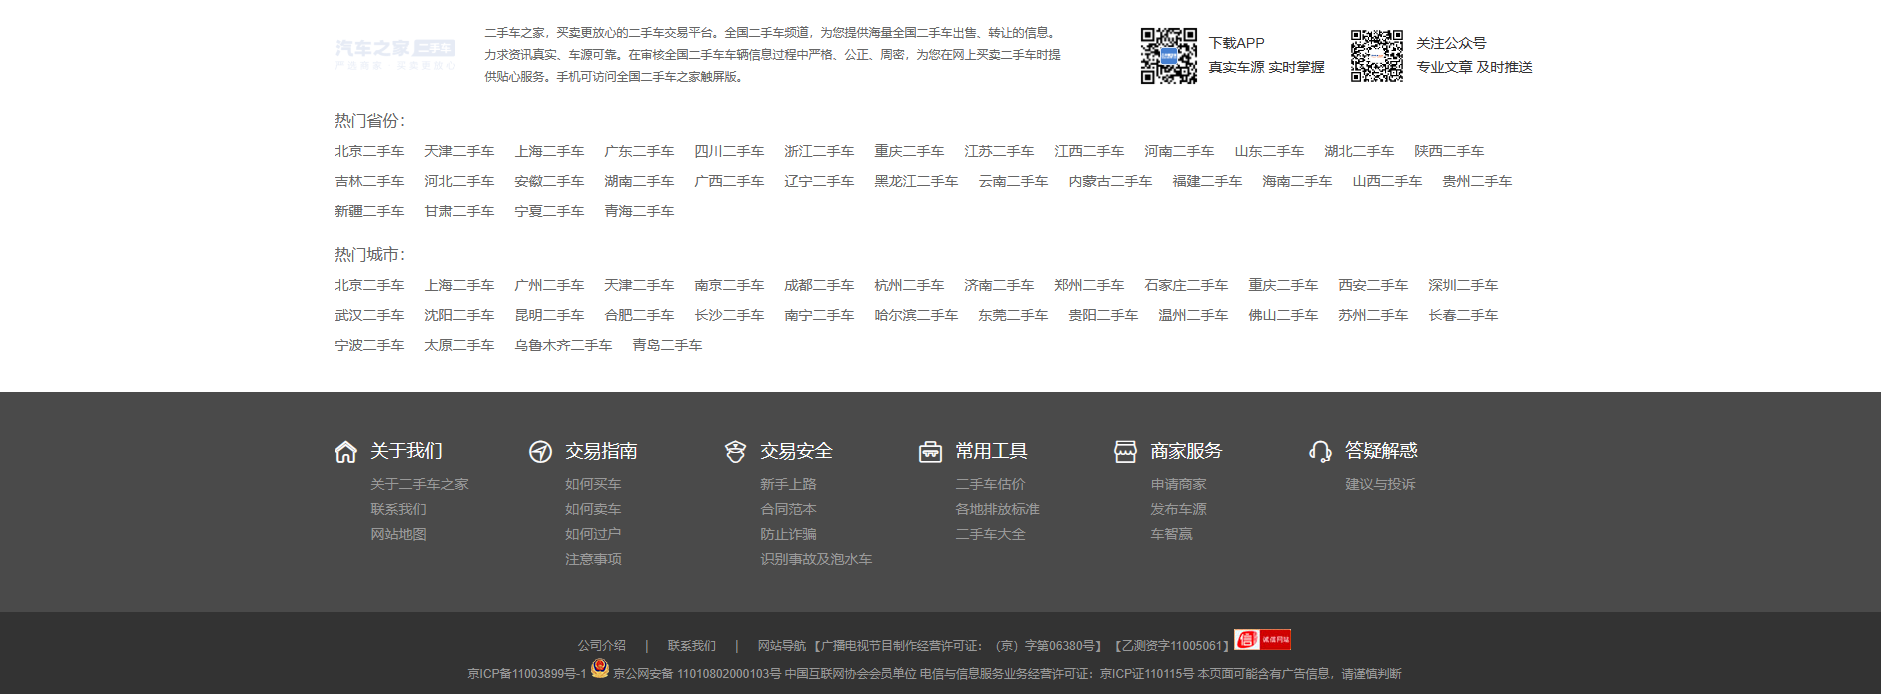 汽车之家 二手车
严选商家 买卖更放心
二手车之家，买卖更放心的二手车交易平台。全国二手车频道，为您提供海量全国二手车出售、转让的信息。
力求资讯真实、车源可靠。在审核全国二手车车辆信息过程中严格、公正、周密，为您在网上买卖二手车时提
供贴心服务。手机可访问全国二手车之家触屏版。
下载APP
真实车源 实时掌握
关注公众号
专业文章 及时推送
热门省份：
北京二手车 天津二手车 上海二手车 广东二手车 四川二手车 浙江二手车 重庆二手车 江苏二手车 江西二手车 河南二手车 山东二手车 湖北二手车 陕西二手车
吉林二手车 河北二手车 安徽二手车 湖南二手车 广西二手车 辽宁二手车 黑龙江二手车 云南二手车 内蒙古二手车 福建二手车 海南二手车 山西二手车 贵州二手车
新疆二手车 甘肃二手车 宁夏二手车 青海二手车
热门城市：
北京二手车 上海二手车 广州二手车 天津二手车 南京二手车 成都二手车 杭州二手车 济南二手车 郑州二手车 石家庄二手车 重庆二手车 西安二手车 深圳二手车
武汉二手车 沈阳二手车 昆明二手车 合肥二手车 长沙二手车 南宁二手车 哈尔滨二手车 东莞二手车 贵阳二手车 温州二手车 佛山二手车 苏州二手车 长春二手车
宁波二手车 太原二手车 乌鲁木齐二手车 青岛二手车
关于我们
关于二手车之家
联系我们
网站地图
交易指南
如何买车
如何卖车
如何过户
注意事项
交易安全
新手上路
合同范本
防止诈骗
识别事故及泡水车
常用工具
二手车估价
各地排放标准
二手车大全
商家服务
申请商家
发布车源
车智赢
答疑解惑
建议与投诉
公司介绍 | 联系我们 | 网站导航 【广播电视节目制作经营许可证：（京）字第06380号】 【乙测资字11005061】 信 诚信网站
京ICP备11003899号-1 京公网安备 11010802000103号 中国互联网协会会员单位 电信与信息服务业务经营许可证：京ICP证110115号 本页面可能含有广告信息，请谨慎判断